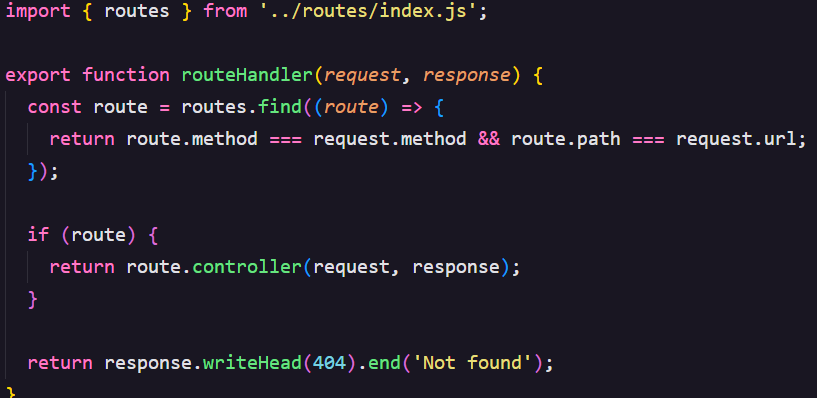 import { routes } from '../routes/index.js';
export function routeHandler(request, response) {
const route = routes.find((route) => {
return route.method === request.method && route.path === request.url;
});
if (route) {
return route.controller(request, response);
}
return response.writeHead(404).end('Not found');
}